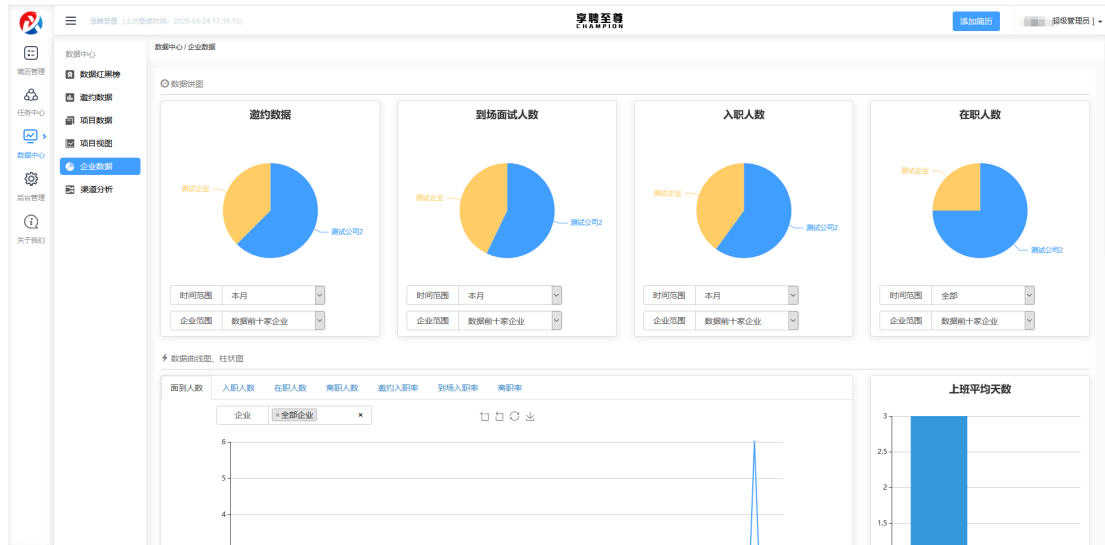 享聘至尊 (上次登录时间: 2020-04-24 17:16:13)
享聘至尊
CHAMPION
添加简历
超级管理员 ]
简历管理
任务中心
数据中心
后台管理
关于我们
数据中心
数据红黑榜
邀约数据
项目数据
项目视图
企业数据
渠道分析
数据中心 / 企业数据
数据饼图
邀约数据
测试企业
测试公司2
时间范围 本月
企业范围 数据前十家企业
到场面试人数
测试企业
测试公司2
时间范围 本月
企业范围 数据前十家企业
入职人数
测试企业
测试公司2
时间范围 本月
企业范围 数据前十家企业
在职人数
测试企业
测试公司2
时间范围 全部
企业范围 数据前十家企业
数据曲线图、柱状图
面到人数 入职人数 在职人数 离职人数 邀约入职率 到场入职率 离职率
企业 ×全部企业 ×
6
5
4
上班平均天数
3
2.5
2
1.5